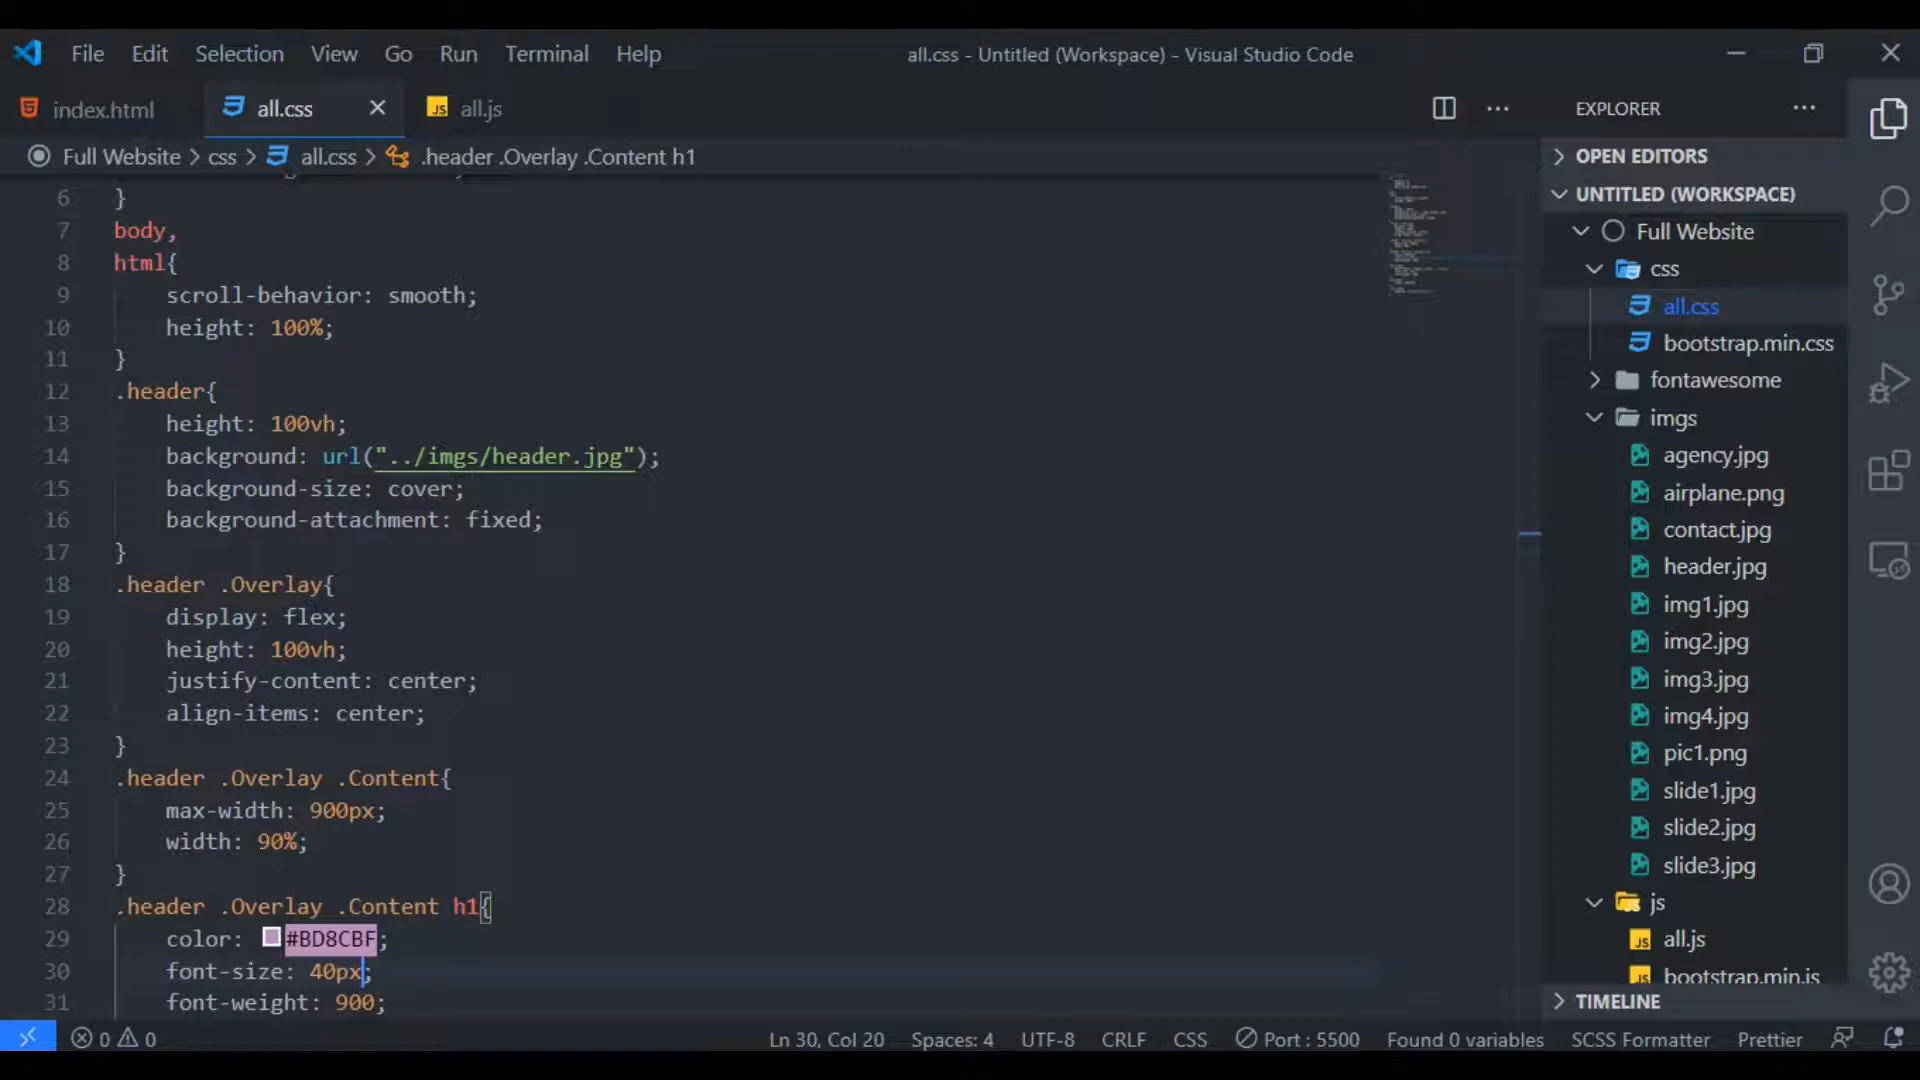 File Edit Selection View Go Run Terminal Help
all.css - Untitled (Workspace) - Visual Studio Code
index.html all.css all.js
Full Website > css > all.css > .header .Overlay .Content h1
6 }
7 body,
8 html{
9 scroll-behavior: smooth;
10 height: 100%;
11 }
12 .header{
13 height: 100vh;
14 background: url("../imgs/header.jpg");
15 background-size: cover;
16 background-attachment: fixed;
17 }
18 .header .Overlay{
19 display: flex;
20 height: 100vh;
21 justify-content: center;
22 align-items: center;
23 }
24 .header .Overlay .Content{
25 max-width: 900px;
26 width: 90%;
27 }
28 .header .Overlay .Content h1{
29 color: #BD8CBF;
30 font-size: 40px;
31 font-weight: 900;
EXPLORER
OPEN EDITORS
UNTITLED (WORKSPACE)
Full Website
css
all.css
bootstrap.min.css
fontawesome
imgs
agency.jpg
airplane.png
contact.jpg
header.jpg
img1.jpg
img2.jpg
img3.jpg
img4.jpg
pic1.png
slide1.jpg
slide2.jpg
slide3.jpg
js
JS all.js
JS bootstrap.min.js
TIMELINE
0 0 Ln 30, Col 20 Spaces: 4 UTF-8 CRLF CSS Port : 5500 Found 0 variables SCSS Formatter Prettier